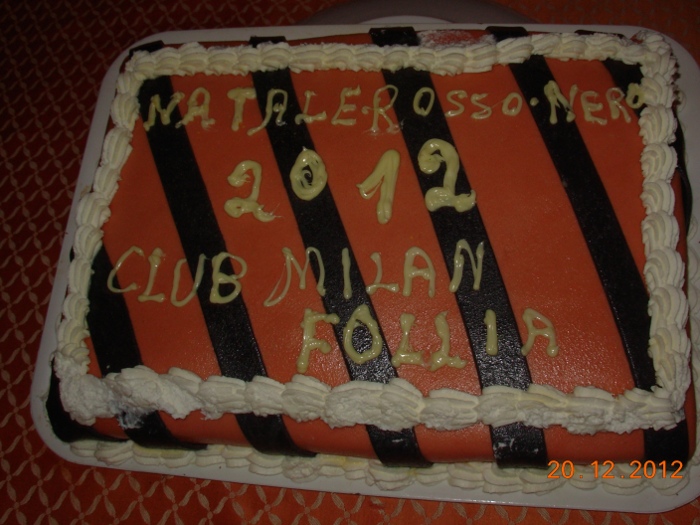 NATALE ROSSO-NERO
2012
CLUB MILAN
FOLLIA
20.12.2012